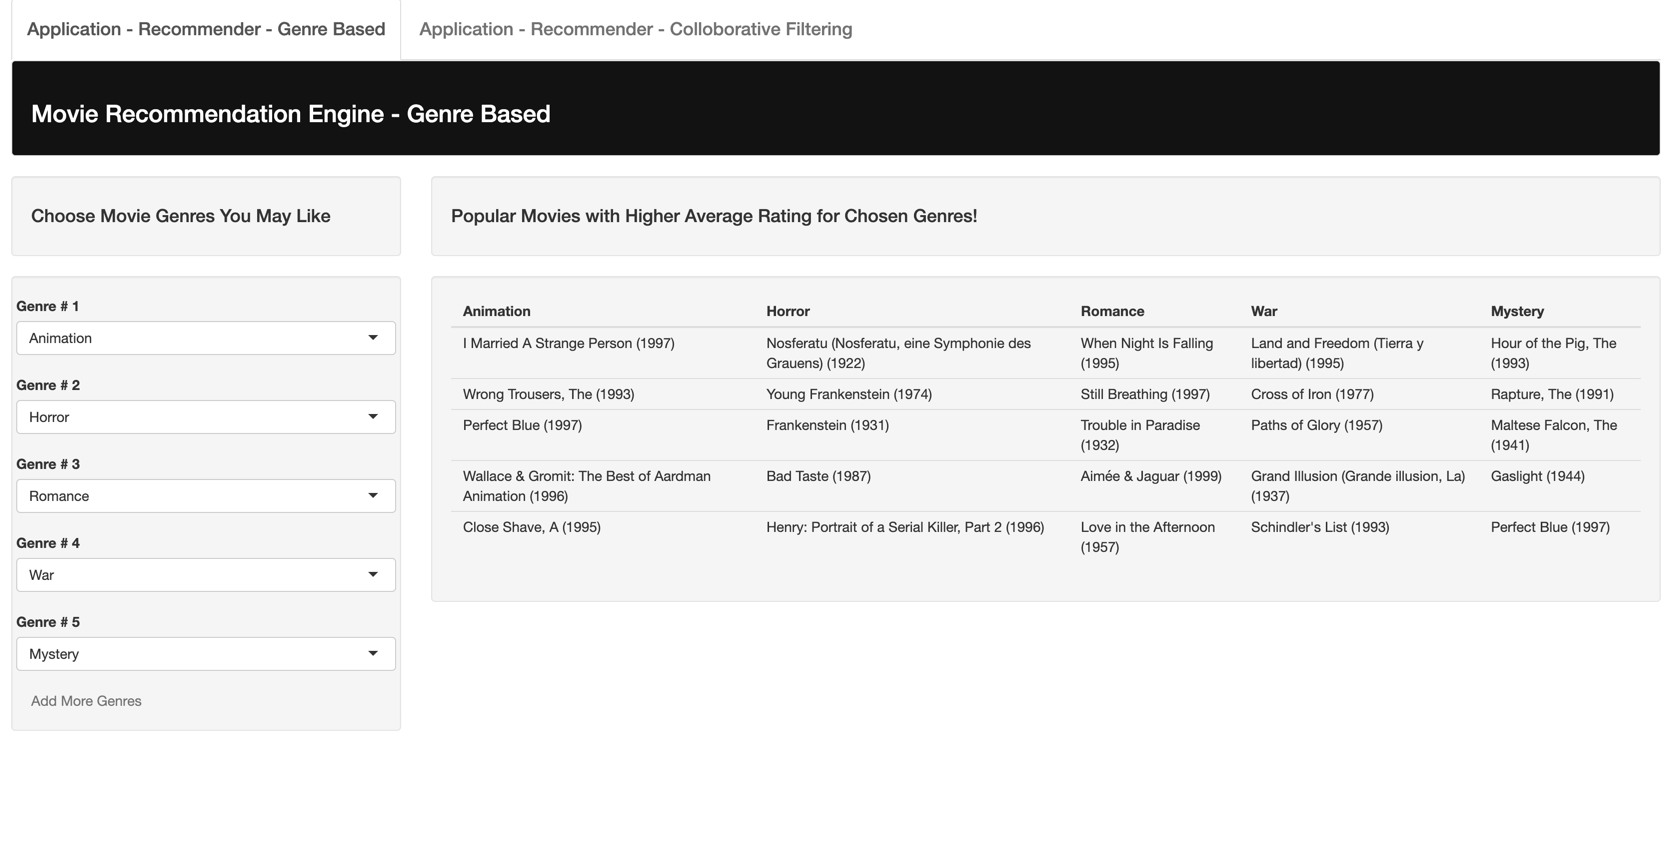 Application - Recommender - Genre Based
Application - Recommender - Colloborative Filtering
Movie Recommendation Engine - Genre Based
Choose Movie Genres You May Like
Popular Movies with Higher Average Rating for Chosen Genres!
Genre # 1
Animation
Genre # 2
Horror
Genre # 3
Romance
Genre # 4
War
Genre # 5
Mystery
Add More Genres
Animation Horror Romance War Mystery
I Married A Strange Person (1997) Nosferatu (Nosferatu, eine Symphonie des When Night Is Falling Land and Freedom (Tierra y Hour of the Pig, The
Grauens) (1922) (1995) libertad) (1995) (1993)
Wrong Trousers, The (1993) Young Frankenstein (1974) Still Breathing (1997) Cross of Iron (1977) Rapture, The (1991)
Perfect Blue (1997) Frankenstein (1931) Trouble in Paradise Paths of Glory (1957) Maltese Falcon, The
(1932) (1941)
Wallace & Gromit: The Best of Aardman Bad Taste (1987) Aimée & Jaguar (1999) Grand Illusion (Grande illusion, La) Gaslight (1944)
Animation (1996) (1937)
Close Shave, A (1995) Henry: Portrait of a Serial Killer, Part 2 (1996) Love in the Afternoon Schindler's List (1993) Perfect Blue (1997)
(1957)